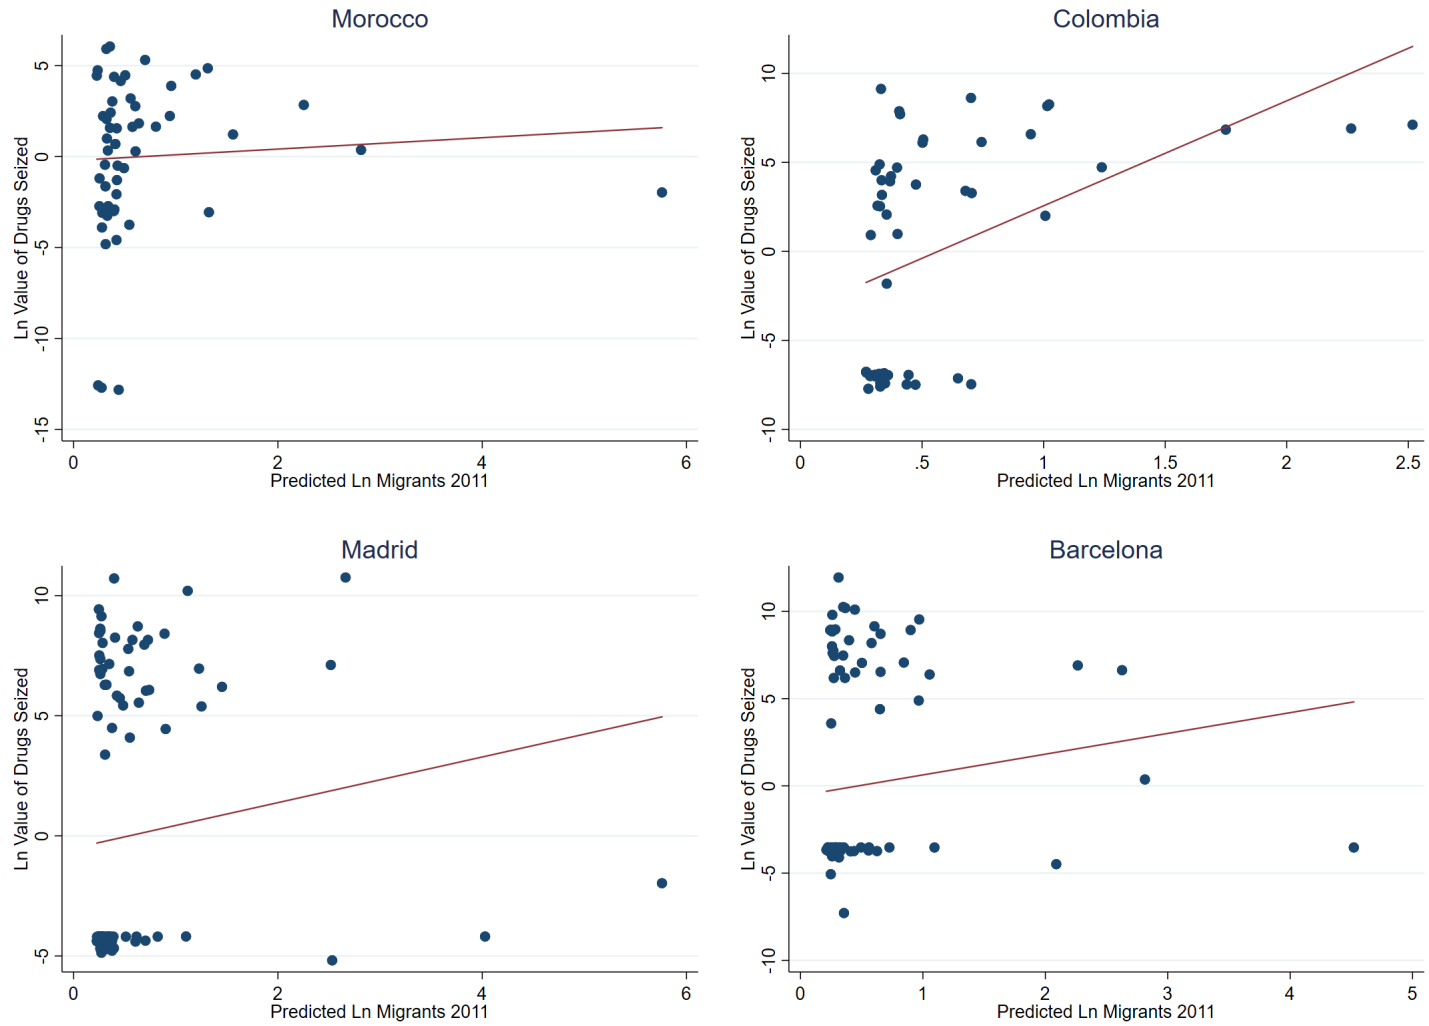 Morocco
Ln Value of Drugs Seized
5
0
-5
-10
-15
0 2 4 6
Predicted Ln Migrants 2011
Colombia
Ln Value of Drugs Seized
10
5
0
-5
-10
0 .5 1 1.5 2 2.5
Predicted Ln Migrants 2011
Madrid
Ln Value of Drugs Seized
10
5
0
-5
0 2 4 6
Predicted Ln Migrants 2011
Barcelona
Ln Value of Drugs Seized
10
5
0
-5
-10
0 1 2 3 4 5
Predicted Ln Migrants 2011